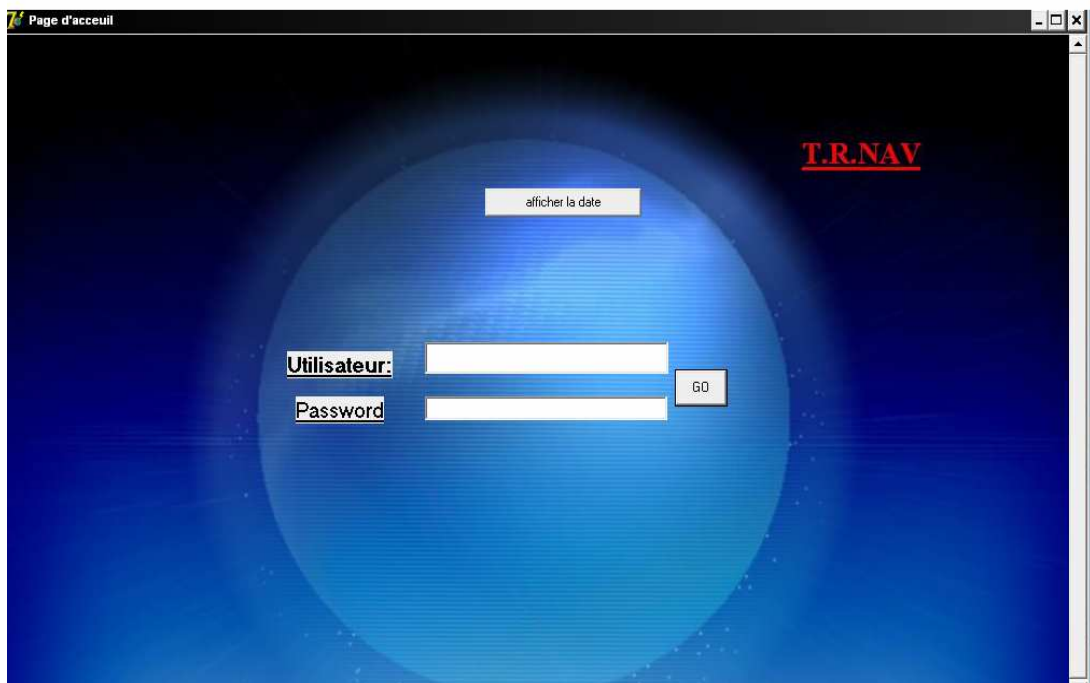 Page d'acceuil
T.R.NAV
afficher la date
Utilisateur:
GO
Password